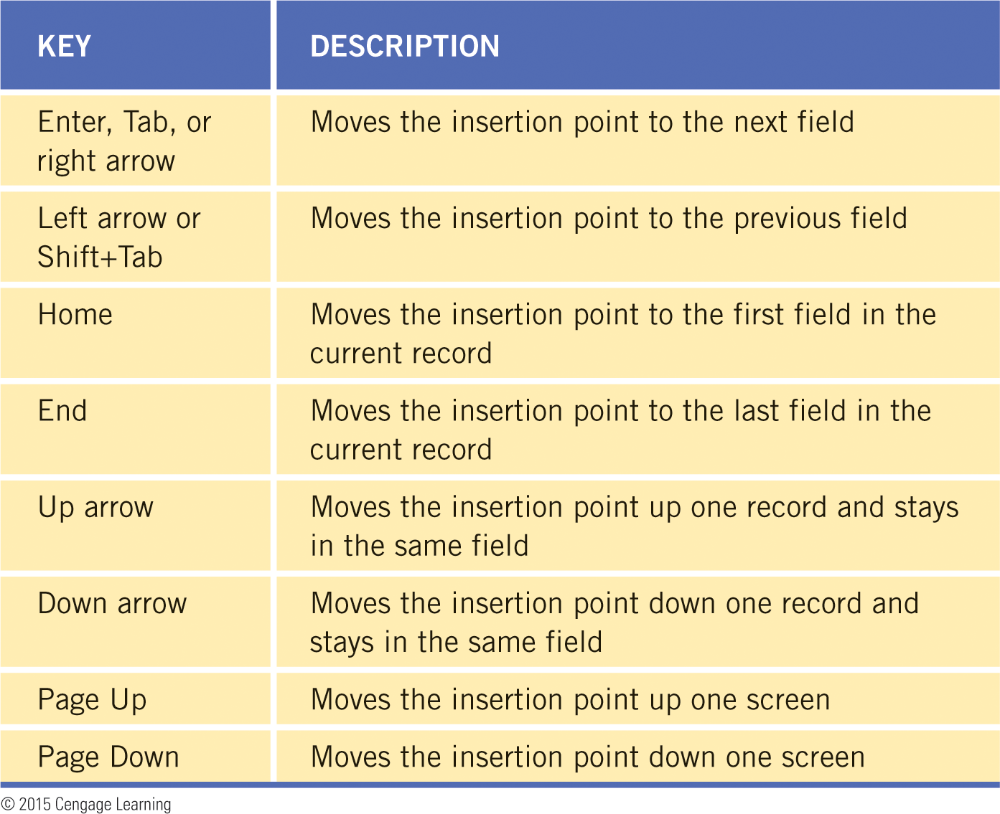 KEY
DESCRIPTION
Enter, Tab, or
right arrow
Moves the insertion point to the next field
Left arrow or
Shift+Tab
Moves the insertion point to the previous field
Home
Moves the insertion point to the first field in the
current record
End
Moves the insertion point to the last field in the
current record
Up arrow
Moves the insertion point up one record and stays
in the same field
Down arrow
Moves the insertion point down one record and
stays in the same field
Page Up
Moves the insertion point up one screen
Page Down
Moves the insertion point down one screen
© 2015 Cengage Learning